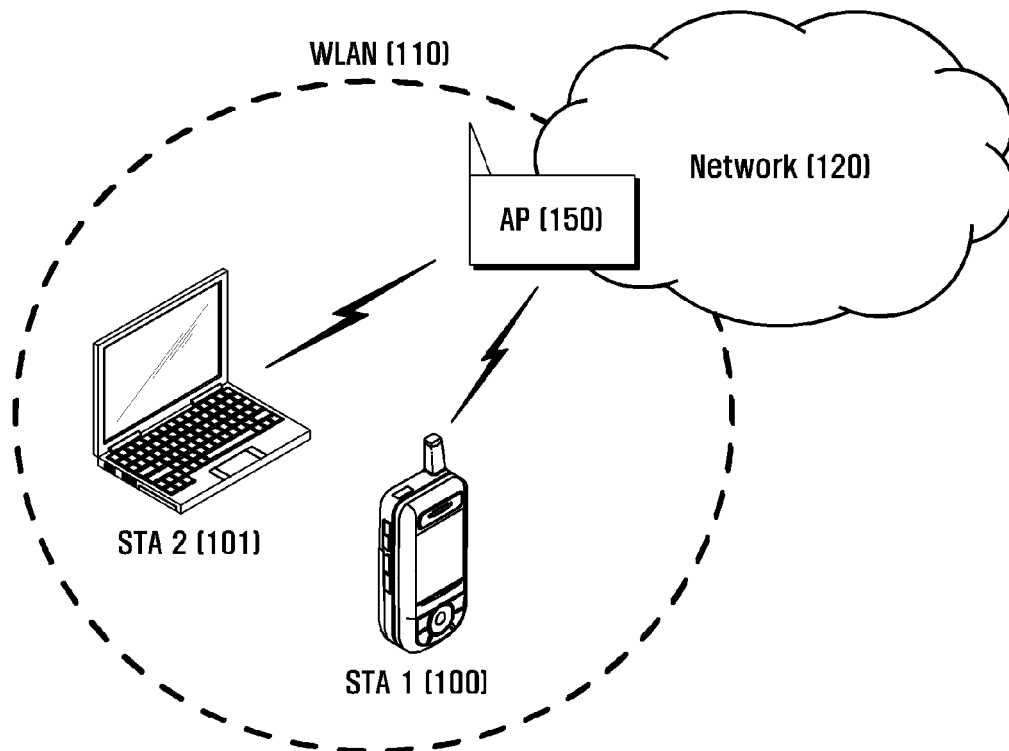 WLAN (110)
Network (120)
AP (150)
STA 2 (101)
STA 1 (100)